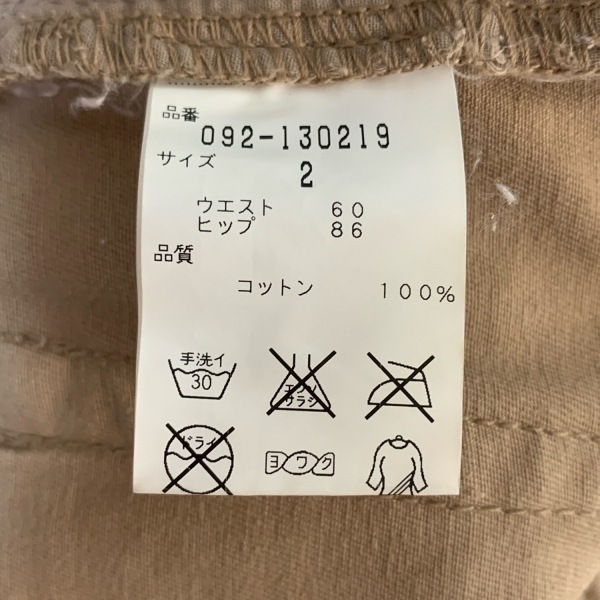 品番
092-130219
サイズ
2
ウエスト 60
ヒップ 86
品質
コットン 100%
手洗イ
30
エンソ
サラシ
ドライ
ヨワク